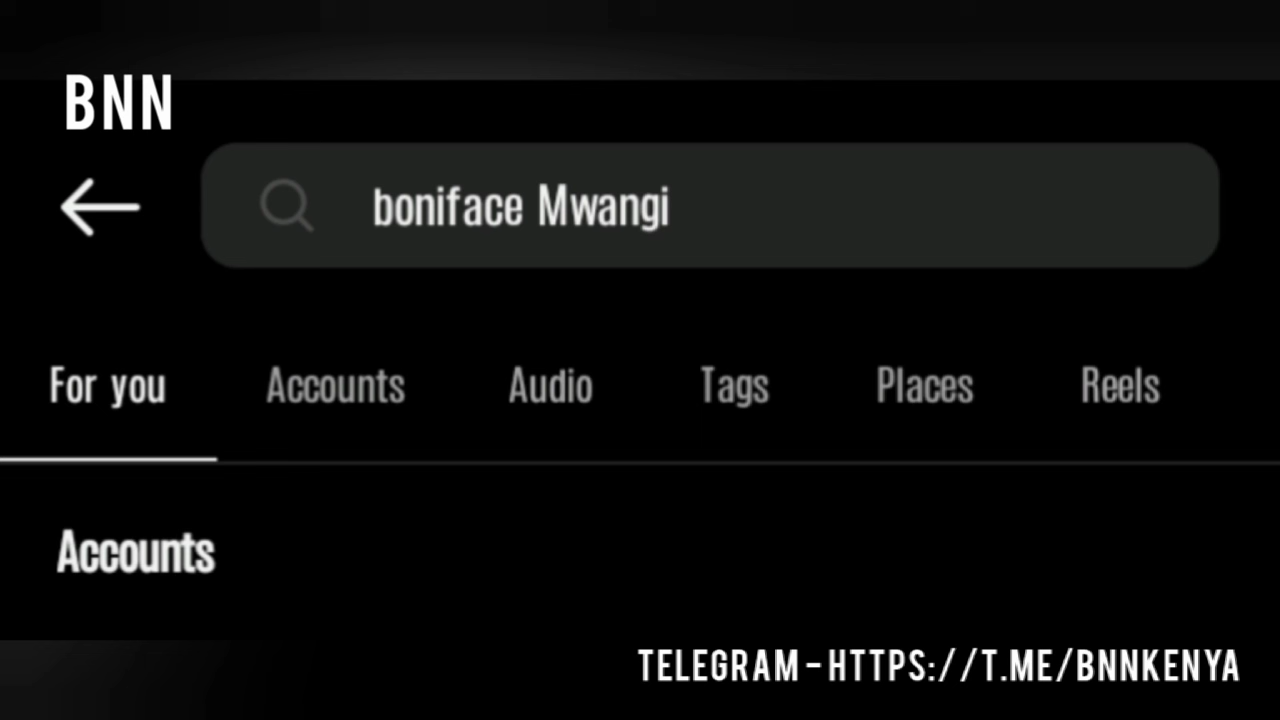 BNN
boniface Mwangi
For you Accounts Audio Tags Places Reels
Accounts
TELEGRAM - HTTPS://T.ME/BNNKENYA